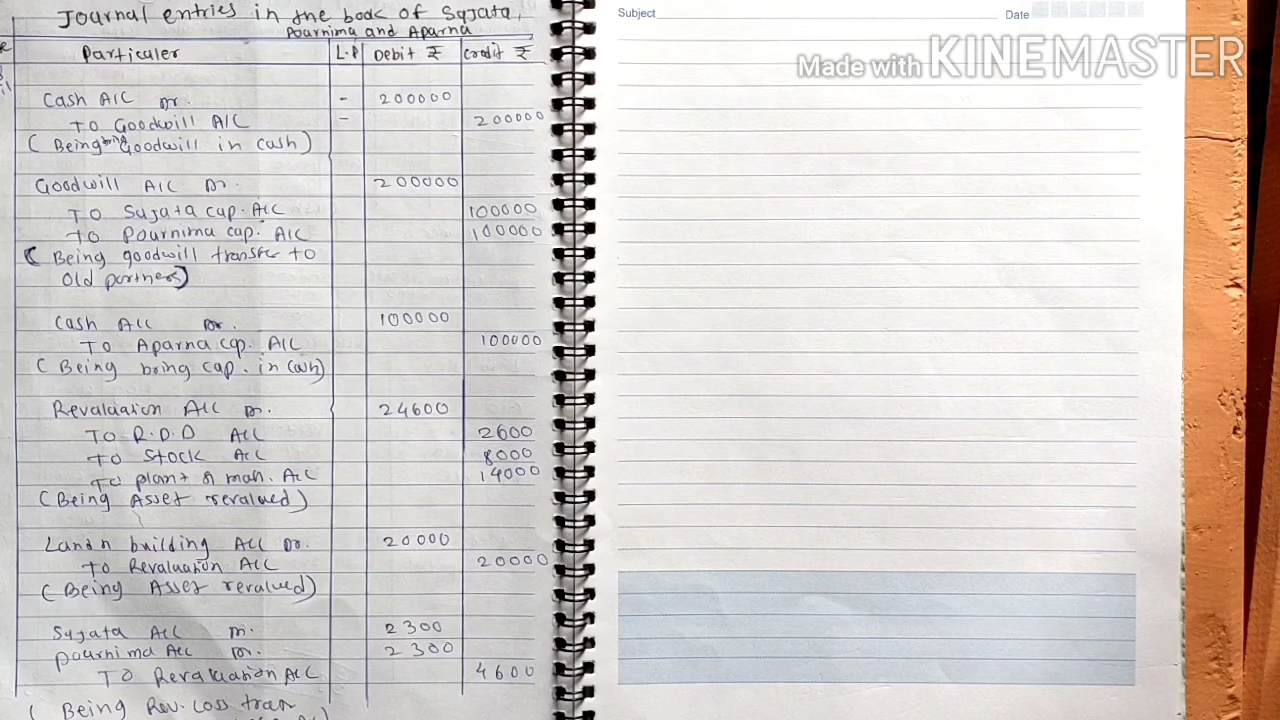 Journal entries in the book of Sujata,
Pournima and Aparna
Particuler L.P Debit ₹ Credit ₹
Cash A/C Dr. - 200000
To Goodwill A/C - 200000
( Being bring Goodwill in cash)
Goodwill A/C Dr. 200000
To Sujata cap. A/C 100000
To Pournima cap. A/C 100000
( Being goodwill transfer to
Old partners)
Cash A/C Dr. 100000
To Aparna cap. A/C 100000
( Being bring cap. in cash)
Revaluation A/C Dr. 24600
To R.D.D A/C 2600
To Stock A/C 8000
To plant & mah. A/C 14000
(Being Asset revalued)
Land n building A/C Dr. 20000
To Revaluation A/C 20000
( Being Asset revalued)
Sujata A/C Dr. 2300
Pournima A/C Dr. 2300
To Revaluation A/C 4600
( Being Rev. Loss tran
Subject Date
Made with KINEMASTER